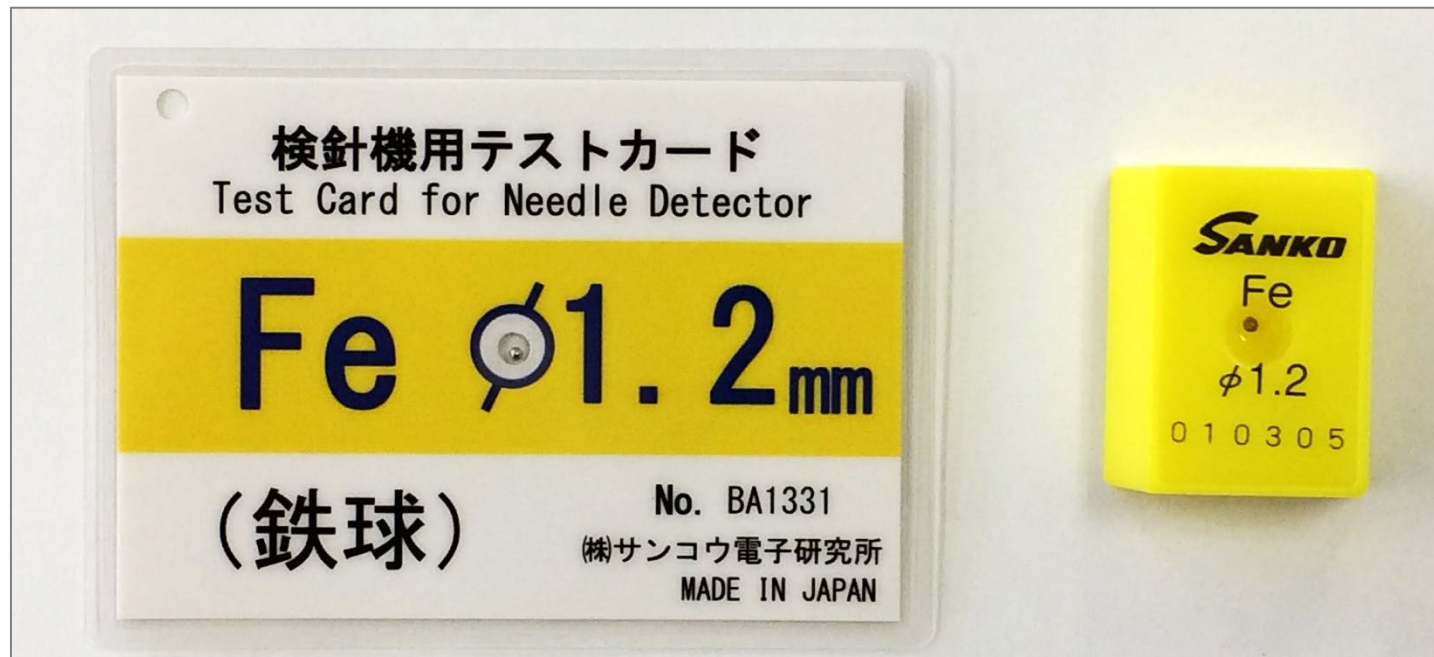 検針機用テストカード
Test Card for Needle Detector
Fe φ1.2mm
(鉄球)
No. BA1331
㈱サンコウ電子研究所
MADE IN JAPAN
SANKO
Fe
φ1.2
010305